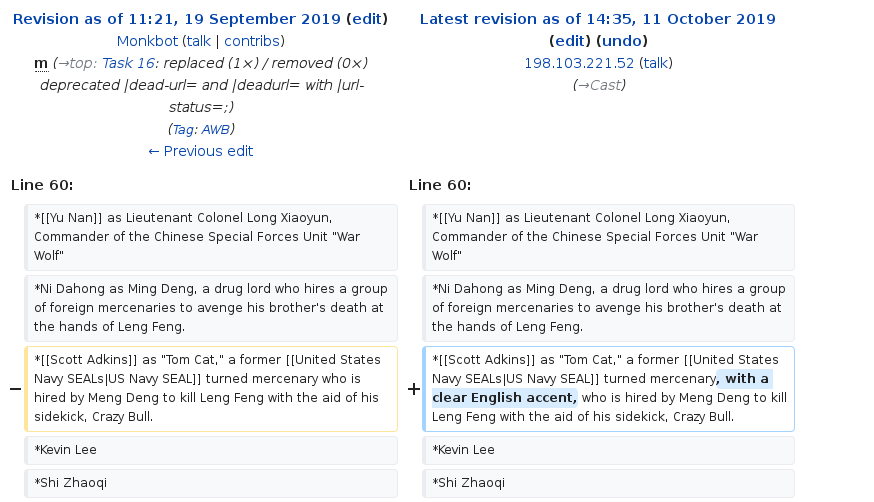 Revision as of 11:21, 19 September 2019 (edit)
Monkbot (talk | contribs)
m (→top: Task 16: replaced (1×) / removed (0×)
deprecated |dead-url= and |deadurl= with |url-
status=;)
(Tag: AWB)
← Previous edit
Latest revision as of 14:35, 11 October 2019
(edit) (undo)
198.103.221.52 (talk)
(→Cast)
Line 60:
Line 60:
*[[Yu Nan]] as Lieutenant Colonel Long Xiaoyun,
Commander of the Chinese Special Forces Unit "War
Wolf"
*[[Yu Nan]] as Lieutenant Colonel Long Xiaoyun,
Commander of the Chinese Special Forces Unit "War
Wolf"
*Ni Dahong as Ming Deng, a drug lord who hires a group
of foreign mercenaries to avenge his brother's death at
the hands of Leng Feng.
*Ni Dahong as Ming Deng, a drug lord who hires a group
of foreign mercenaries to avenge his brother's death at
the hands of Leng Feng.
− *[[Scott Adkins]] as "Tom Cat," a former [[United States
Navy SEALs|US Navy SEAL]] turned mercenary who is
hired by Meng Deng to kill Leng Feng with the aid of his
sidekick, Crazy Bull.
+ *[[Scott Adkins]] as "Tom Cat," a former [[United States
Navy SEALs|US Navy SEAL]] turned mercenary, with a
clear English accent, who is hired by Meng Deng to kill
Leng Feng with the aid of his sidekick, Crazy Bull.
*Kevin Lee
*Kevin Lee
*Shi Zhaoqi
*Shi Zhaoqi